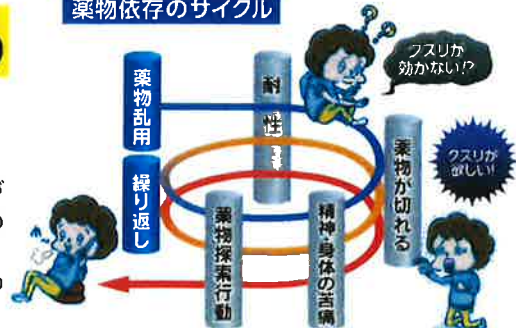 薬物依存のサイクル
薬物乱用
耐性
クスリが
効かない!?
繰り返し
薬物が切れる
クスリが
欲しい!
薬物探索行動
精神・身体の苦痛
が
の